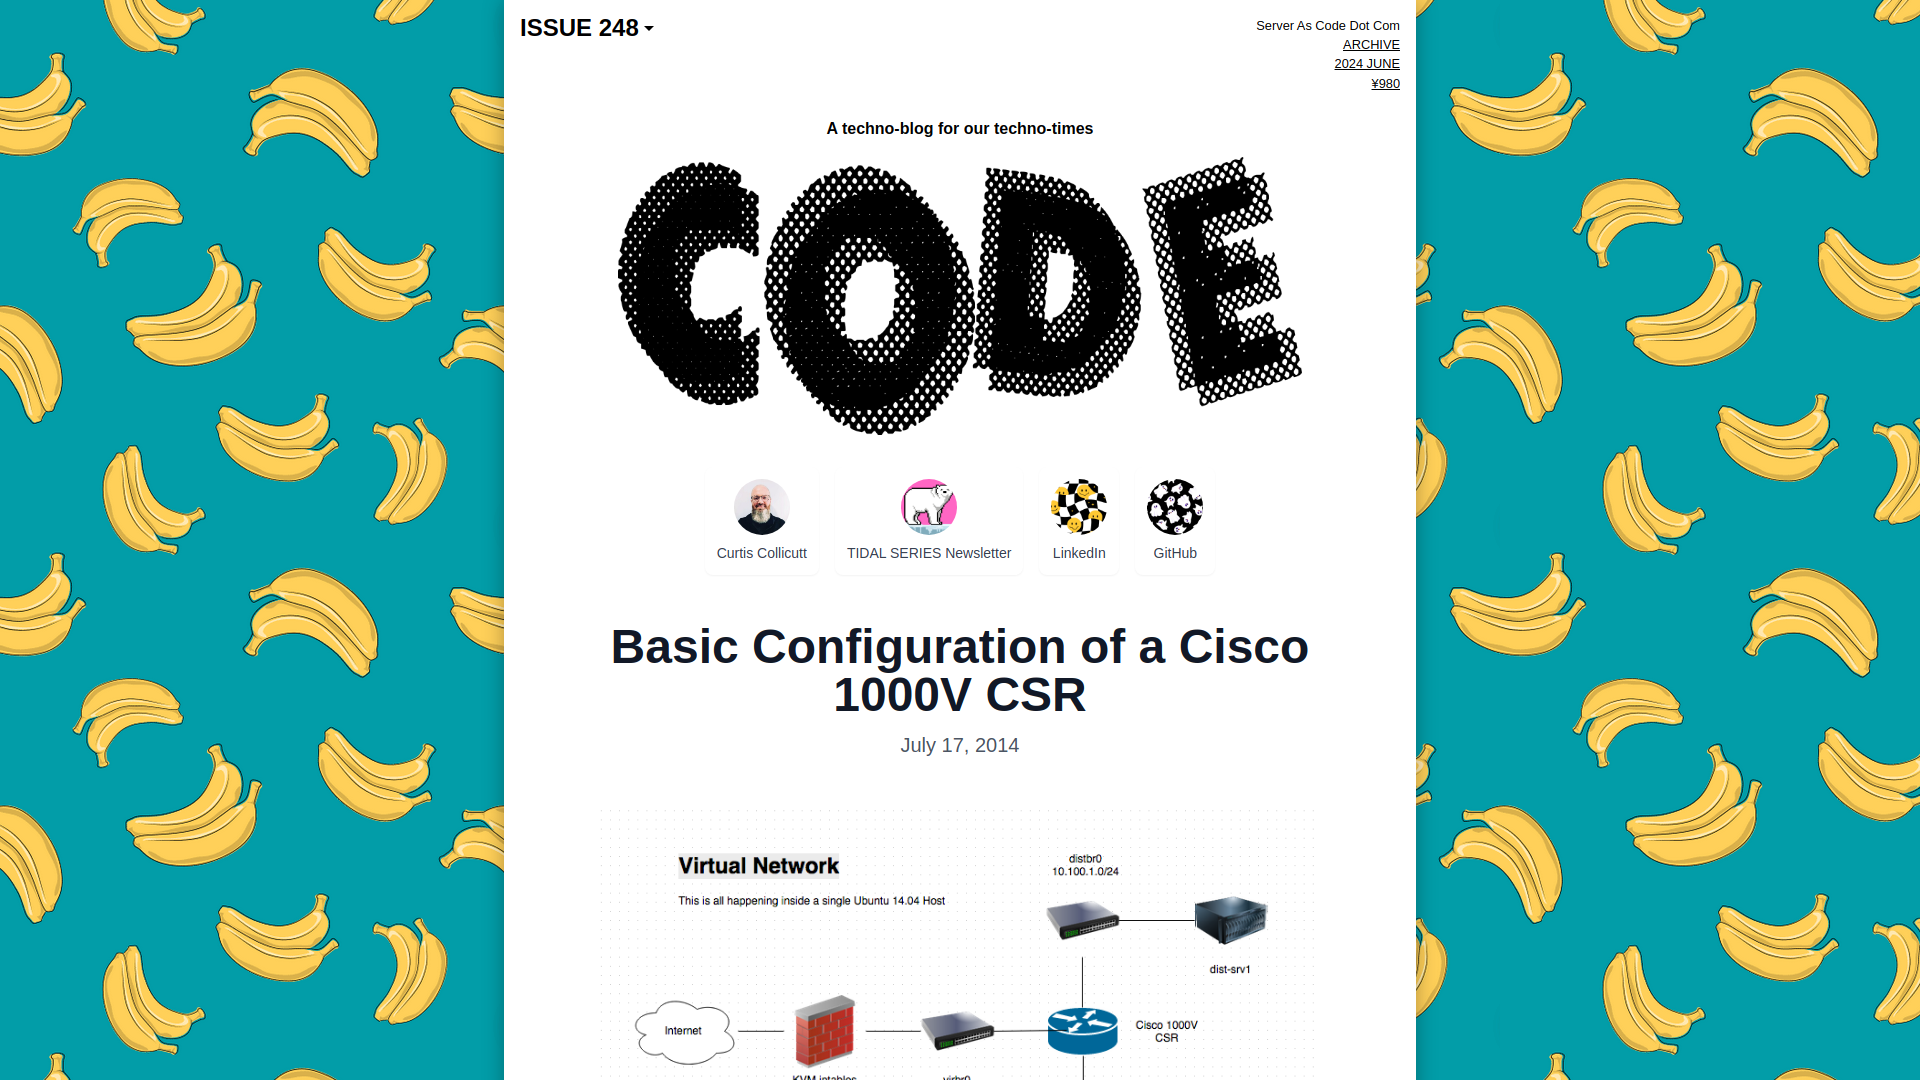 ISSUE 248
Server As Code Dot Com
ARCHIVE
2024 JUNE
¥980
A techno-blog for our techno-times
CODE
Curtis Collicutt
TIDAL SERIES Newsletter
LinkedIn
GitHub
Basic Configuration of a Cisco
1000V CSR
July 17, 2014
Virtual Network
This is all happening inside a single Ubuntu 14.04 Host
distbr0
10.100.1.0/24
dist-srv1
Internet
Cisco 1000V
CSR
KVM iptables
virbr0